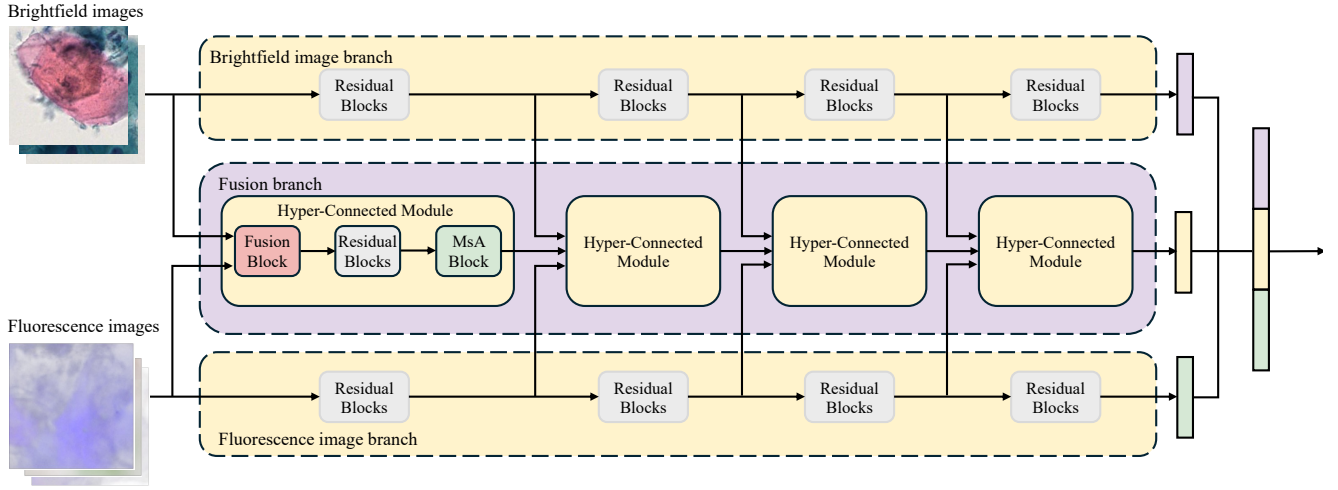 Brightfield images
Brightfield image branch
Residual
Blocks
Residual
Blocks
Residual
Blocks
Residual
Blocks
Fusion branch
Hyper-Connected Module
Fusion
Block
Residual
Blocks
MsA
Block
Hyper-Connected
Module
Hyper-Connected
Module
Hyper-Connected
Module
Fluorescence images
Residual
Blocks
Residual
Blocks
Residual
Blocks
Residual
Blocks
Fluorescence image branch